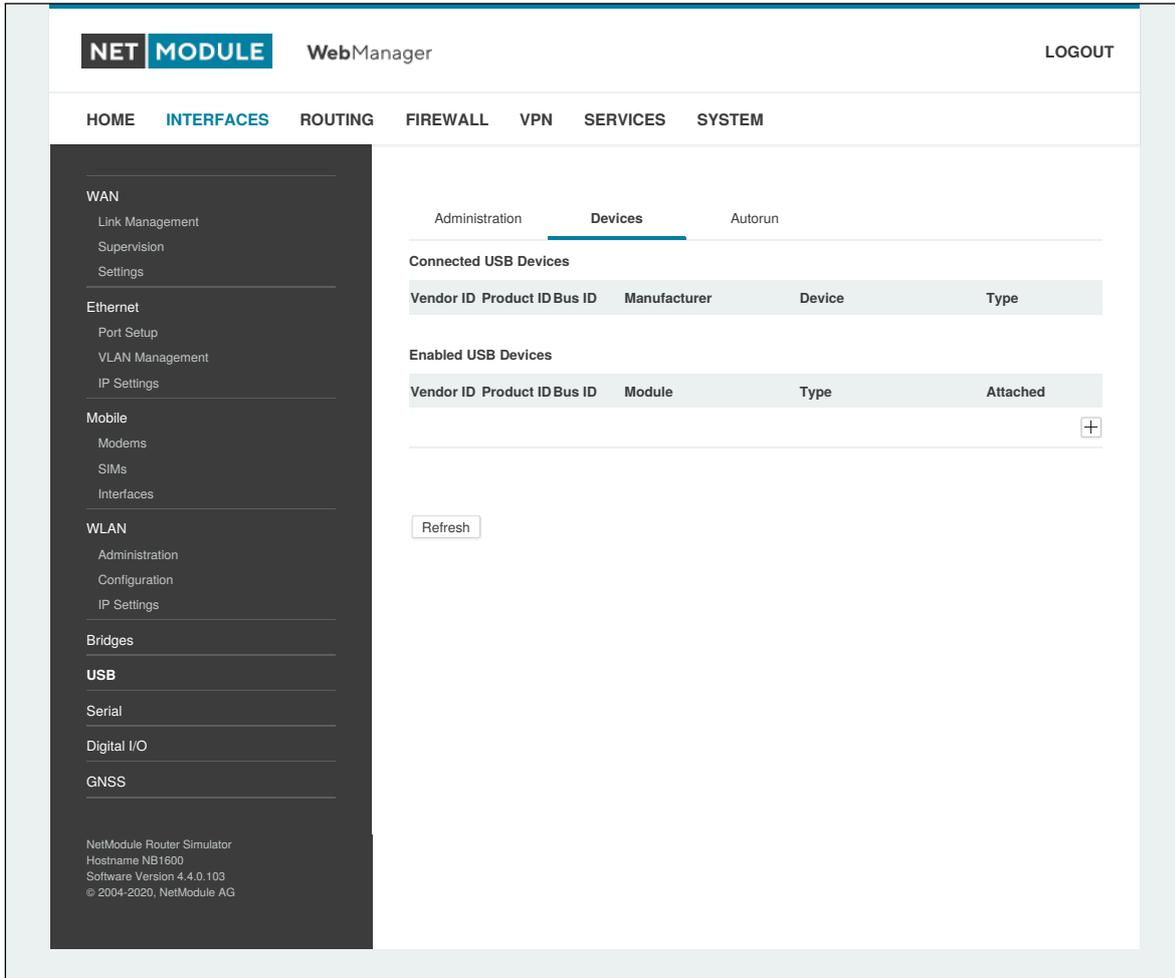 NET MODULE WebManager LOGOUT
HOME INTERFACES ROUTING FIREWALL VPN SERVICES SYSTEM
WAN
Link Management
Supervision
Settings
Ethernet
Port Setup
VLAN Management
IP Settings
Mobile
Modems
SIMs
Interfaces
WLAN
Administration
Configuration
IP Settings
Bridges
USB
Serial
Digital I/O
GNSS
NetModule Router Simulator
Hostname NB1600
Software Version 4.4.0.103
© 2004-2020, NetModule AG
Administration Devices Autorun
Connected USB Devices
Vendor ID Product ID Bus ID Manufacturer Device Type
Enabled USB Devices
Vendor ID Product ID Bus ID Module Type Attached
Refresh